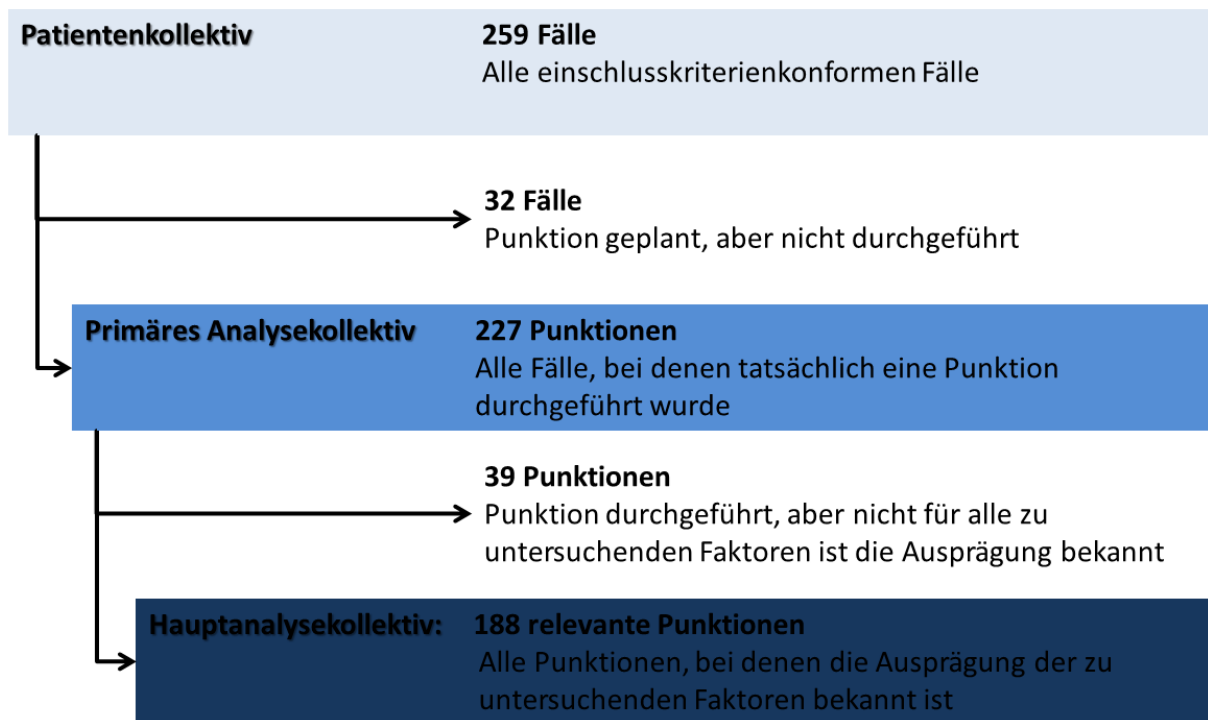 Patientenkollektiv 259 Fälle
Alle einschlusskriterienkonformen Fälle
32 Fälle
Punktion geplant, aber nicht durchgeführt
Primäres Analysekollektiv 227 Punktionen
Alle Fälle, bei denen tatsächlich eine Punktion
durchgeführt wurde
39 Punktionen
Punktion durchgeführt, aber nicht für alle zu
untersuchenden Faktoren ist die Ausprägung bekannt
Hauptanalysekollektiv: 188 relevante Punktionen
Alle Punktionen, bei denen die Ausprägung der zu
untersuchenden Faktoren bekannt ist